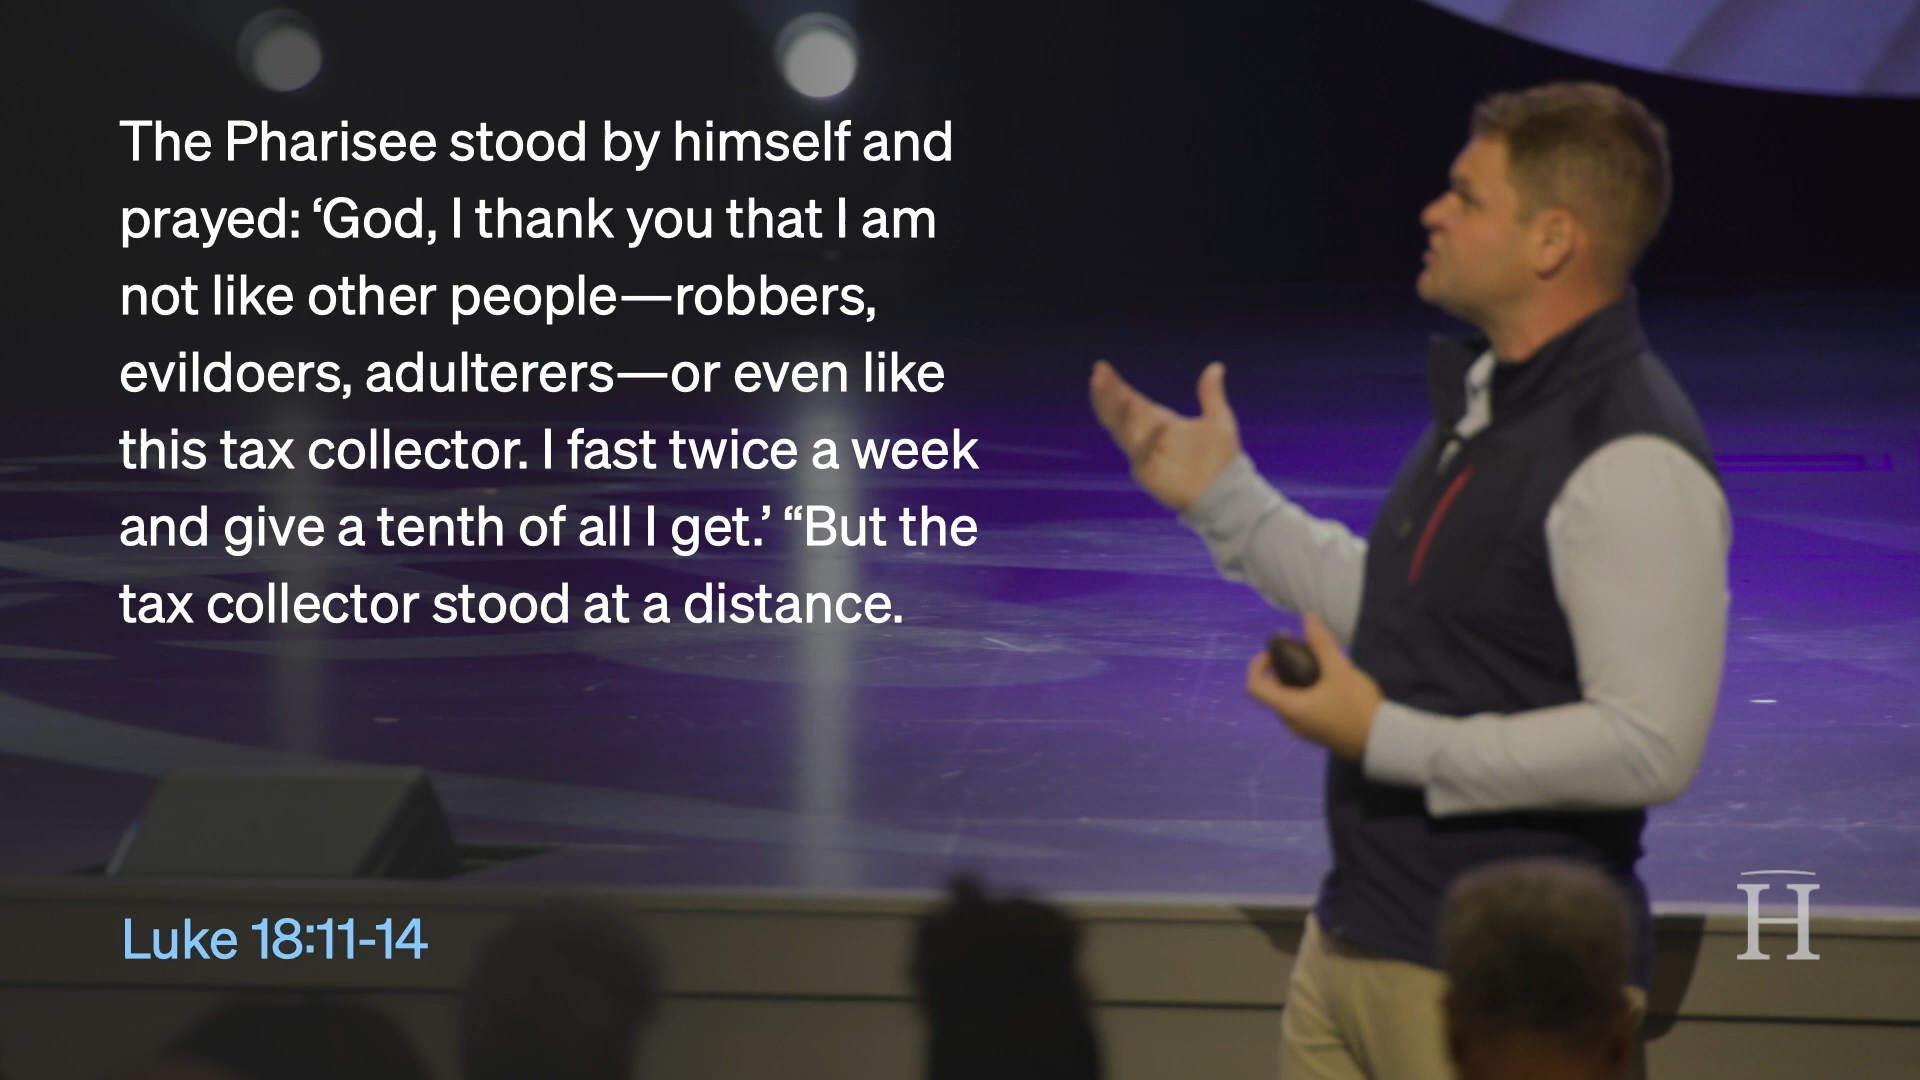 The Pharisee stood by himself and
prayed: ‘God, I thank you that I am
not like other people—robbers,
evildoers, adulterers—or even like
this tax collector. I fast twice a week
and give a tenth of all I get.’ “But the
tax collector stood at a distance.
Luke 18:11-14
H